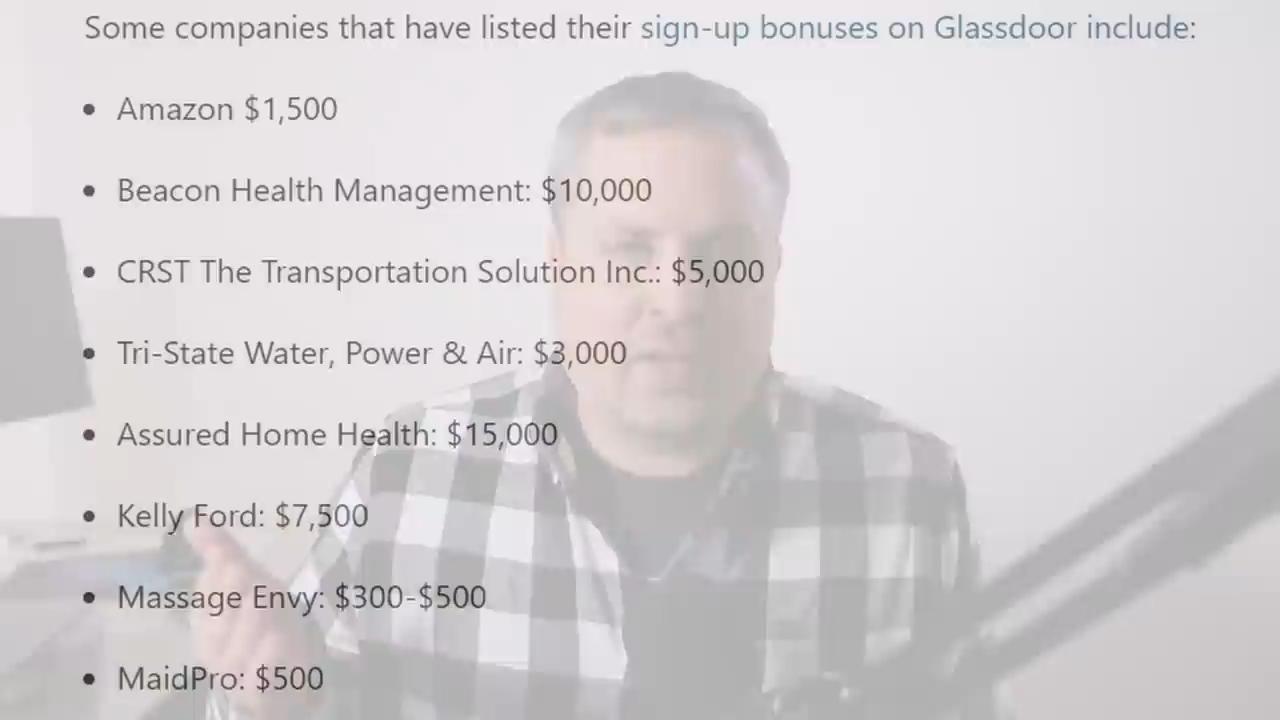 Some companies that have listed their sign-up bonuses on Glassdoor include:
• Amazon $1,500
• Beacon Health Management: $10,000
• CRST The Transportation Solution Inc.: $5,000
• Tri-State Water, Power & Air: $3,000
• Assured Home Health: $15,000
• Kelly Ford: $7,500
• Massage Envy: $300-$500
• MaidPro: $500